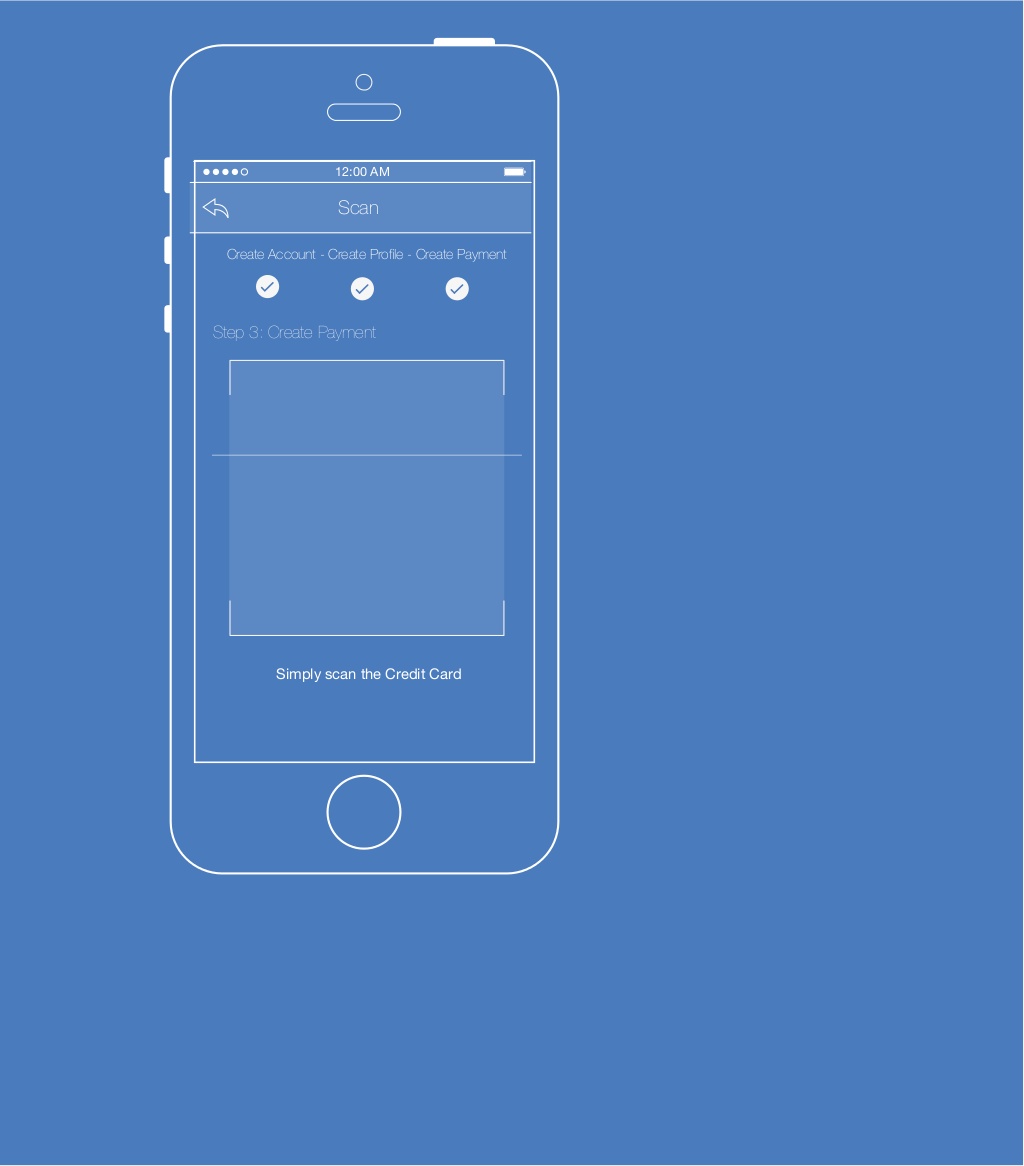 12:00 AM
Scan
Create Account - Create Profile - Create Payment
Step 3: Create Payment
Simply scan the Credit Card